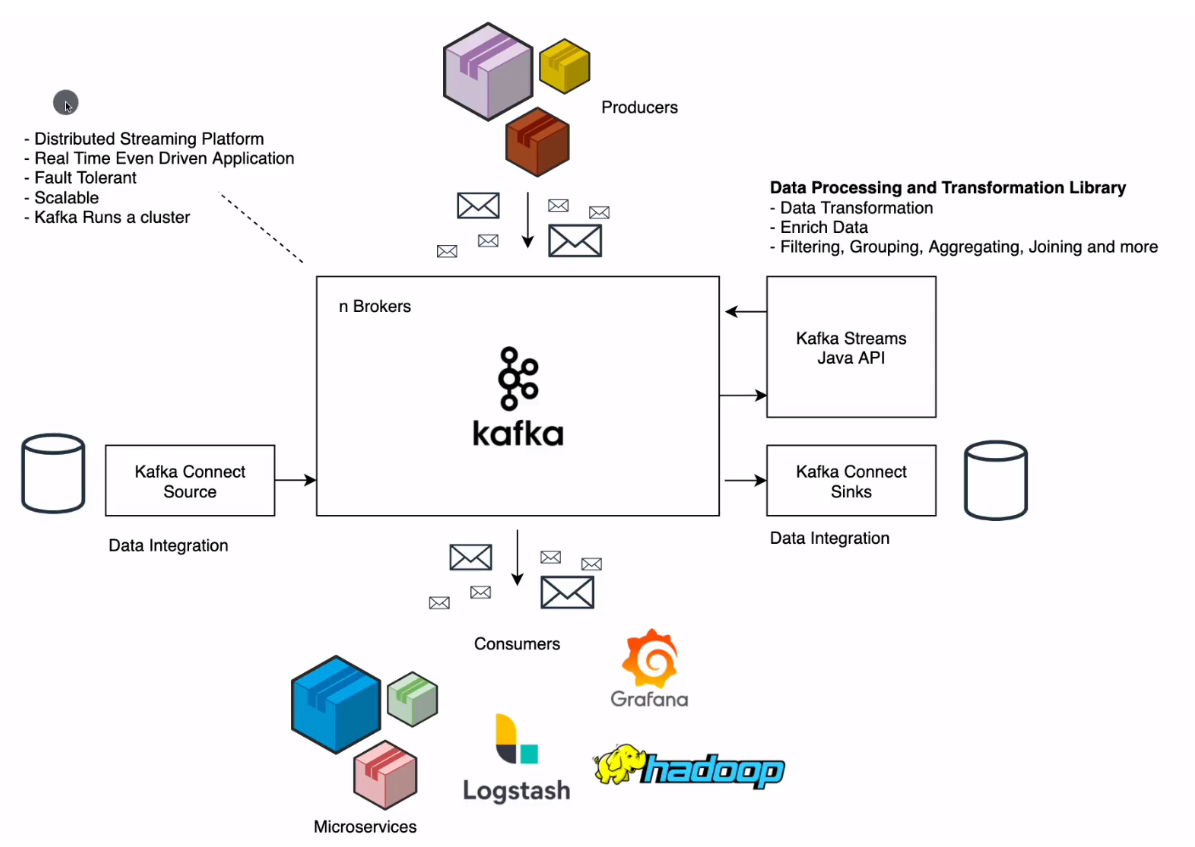 Producers
- Distributed Streaming Platform
- Real Time Even Driven Application
- Fault Tolerant
- Scalable
- Kafka Runs a cluster
Data Processing and Transformation Library
- Data Transformation
- Enrich Data
- Filtering, Grouping, Aggregating, Joining and more
n Brokers
kafka
Kafka Streams
Java API
Kafka Connect
Source
Data Integration
Kafka Connect
Sinks
Data Integration
Consumers
Grafana
Logstash
hadoop
Microservices